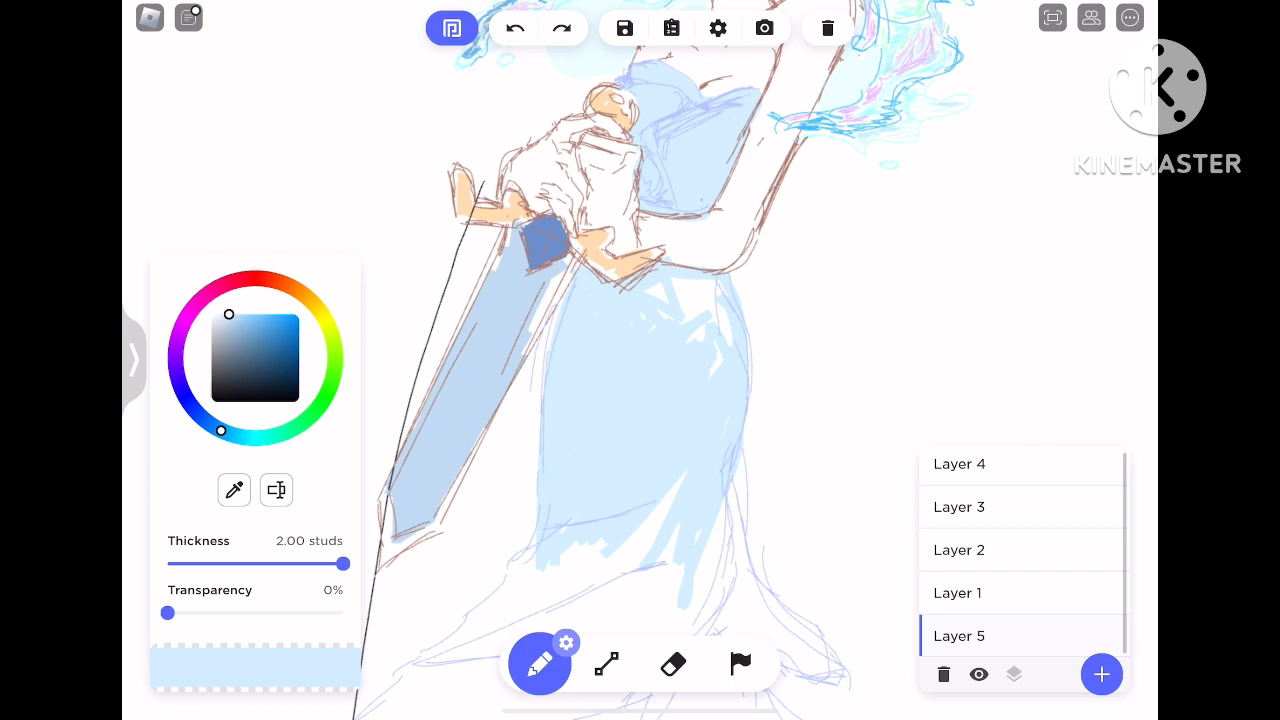 KINEMASTER
Thickness 2.00 studs
Transparency 0%
Layer 4
Layer 3
Layer 2
Layer 1
Layer 5